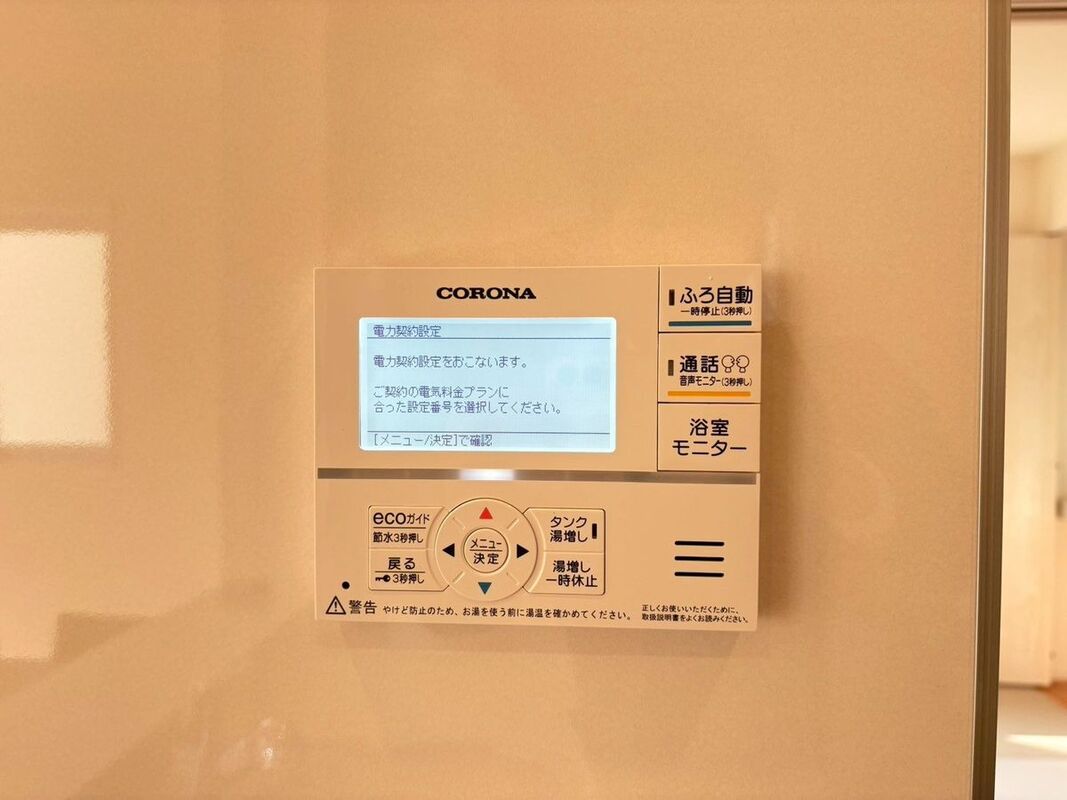 CORONA
電力契約設定
電力契約設定をおこないます。
ご契約の電気料金プランに
合った設定番号を選択してください。
[メニュー/決定]で確認
ふろ自動
一時停止(3秒押し)
通話
音声モニター(3秒押し)
浴室
モニター
ecoガイド
節水3秒押し
戻る
3秒押し
メニュー
決定
タンク
湯増し
湯増し
一時休止
警告 やけど防止のため、お湯を使う前に湯温を確かめてください。
正しくお使いいただくために、
取扱説明書をよくお読みください。